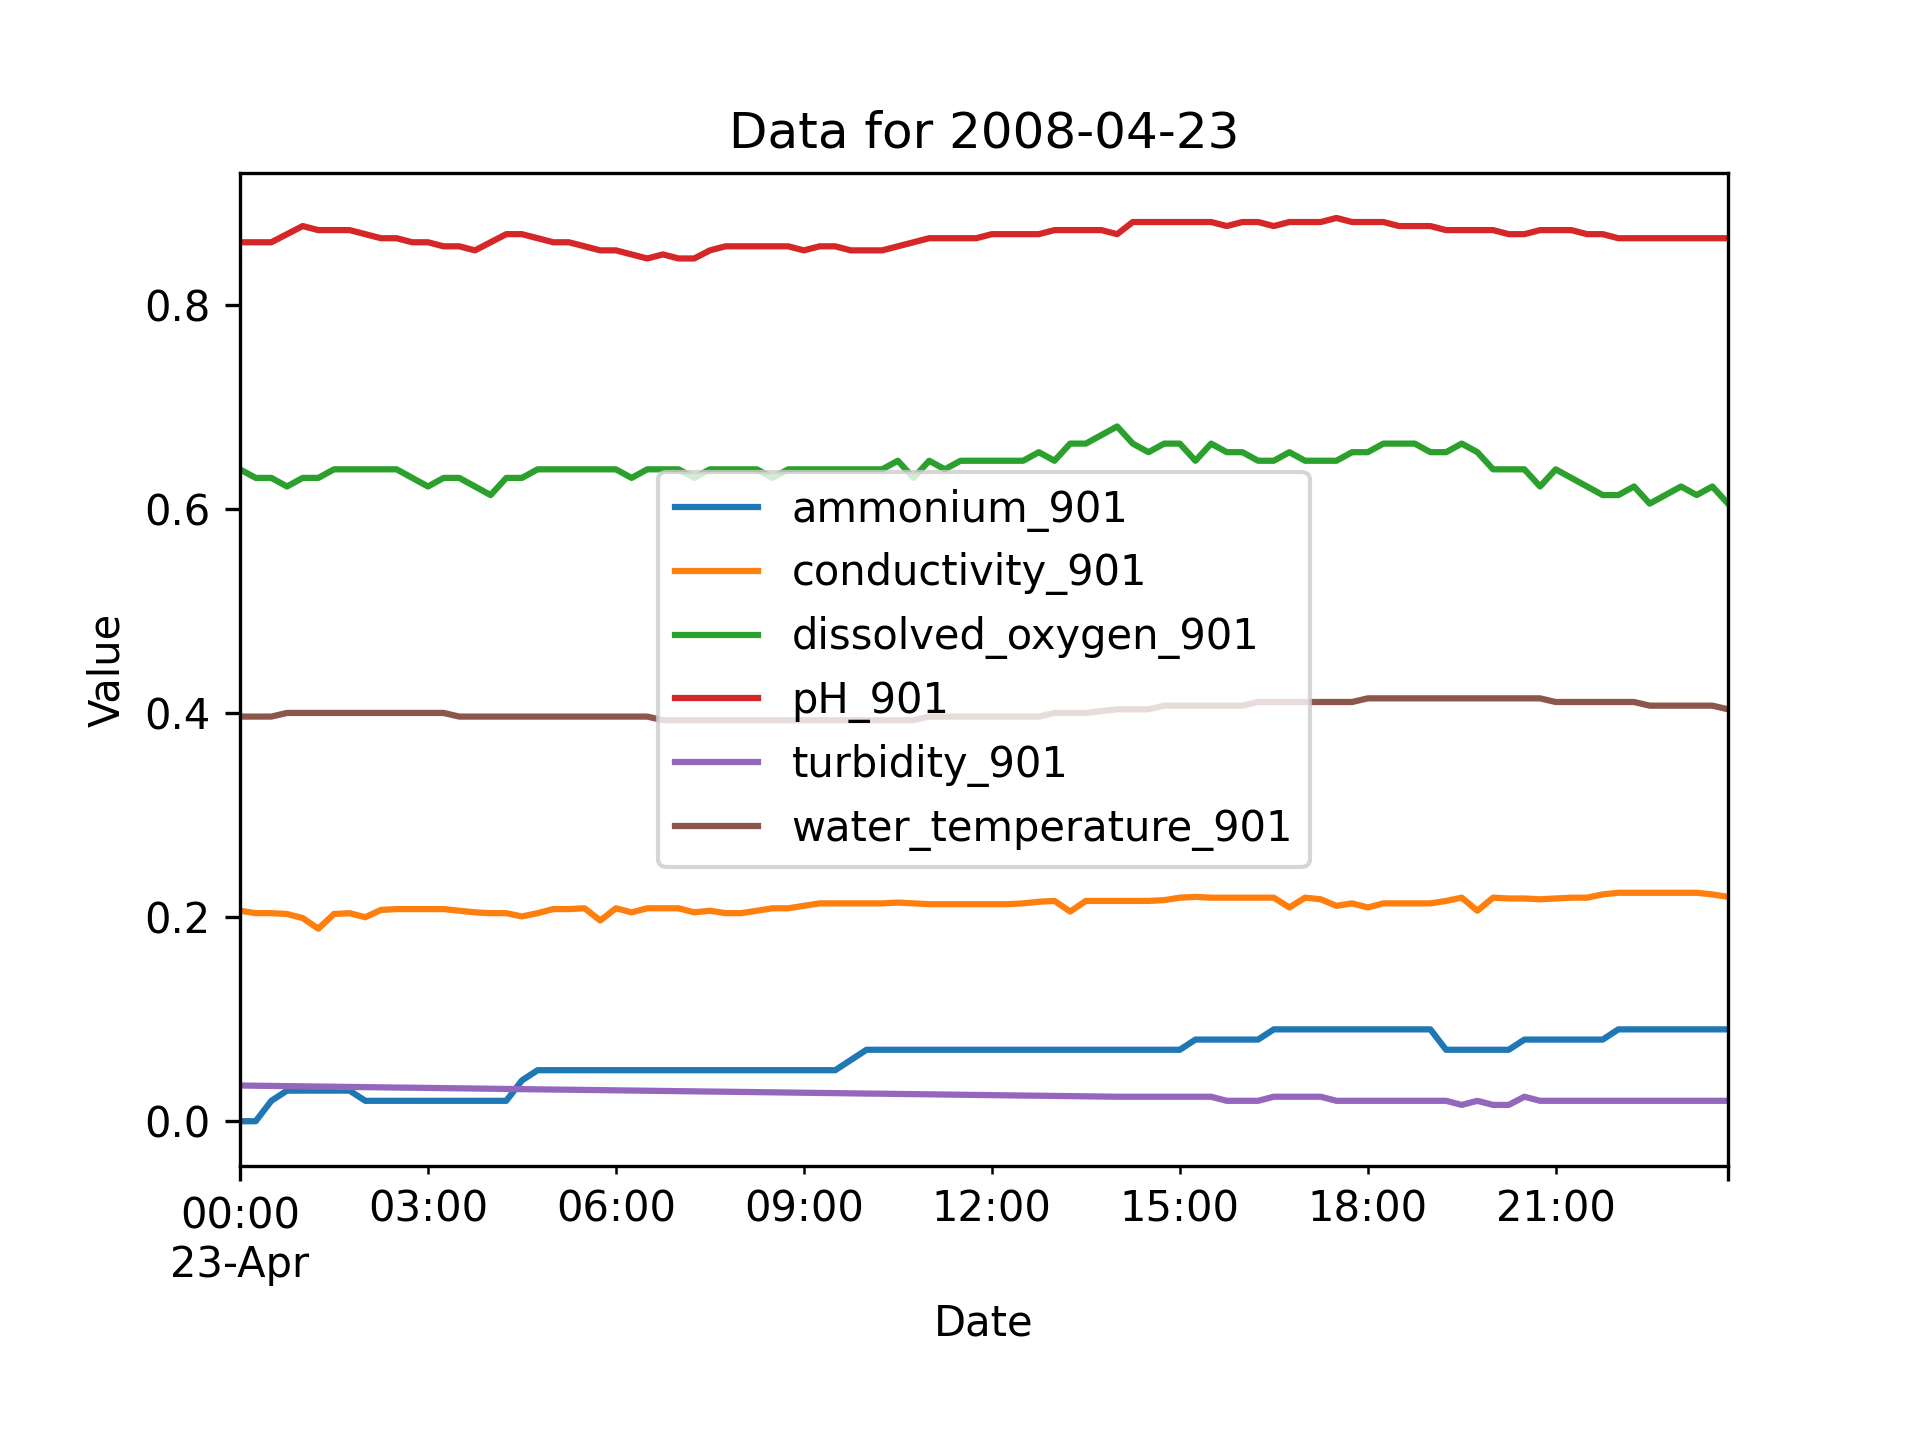 Data for 2008-04-23
Value
0.8
0.6
0.4
0.2
0.0
ammonium_901
conductivity_901
dissolved_oxygen_901
pH_901
turbidity_901
water_temperature_901
00:00 03:00 06:00 09:00 12:00 15:00 18:00 21:00
23-Apr
Date